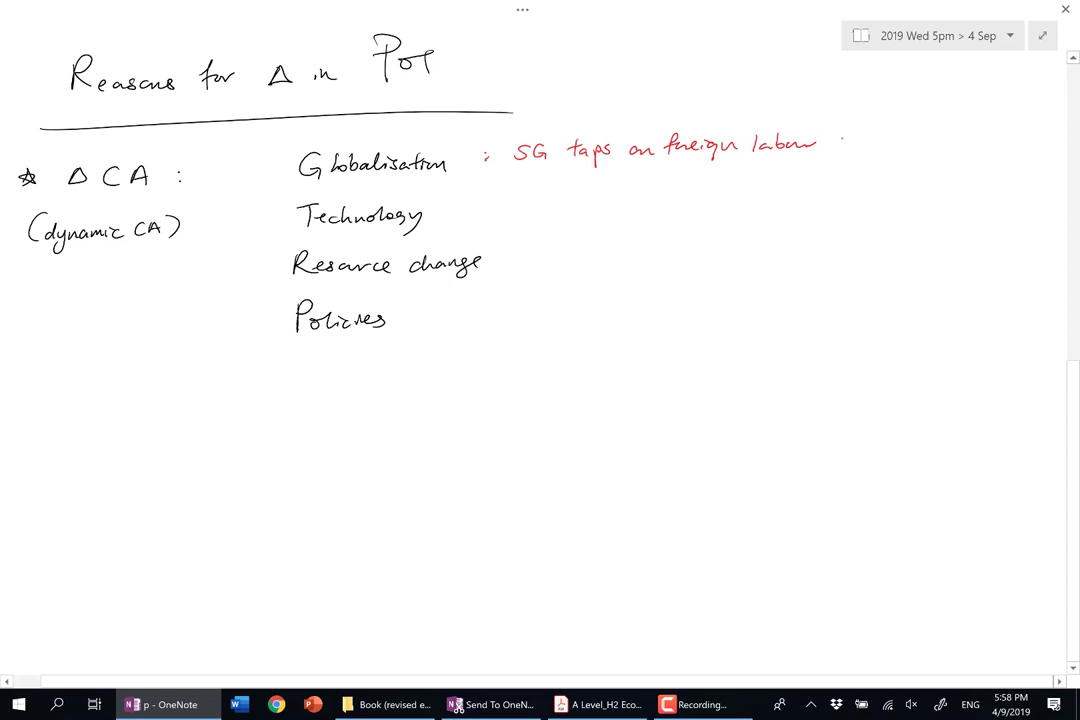 2019 Wed 5pm > 4 Sep
Reasons for Δ in PoT
☆ Δ CA :
(dynamic CA)
Globalisation : SG taps on foreign labour
Technology
Resource change
Policies
p - OneNote
Book (revised e...
Send To OneN...
A Level_H2 Eco...
Recording...
ENG
5:58 PM
4/9/2019